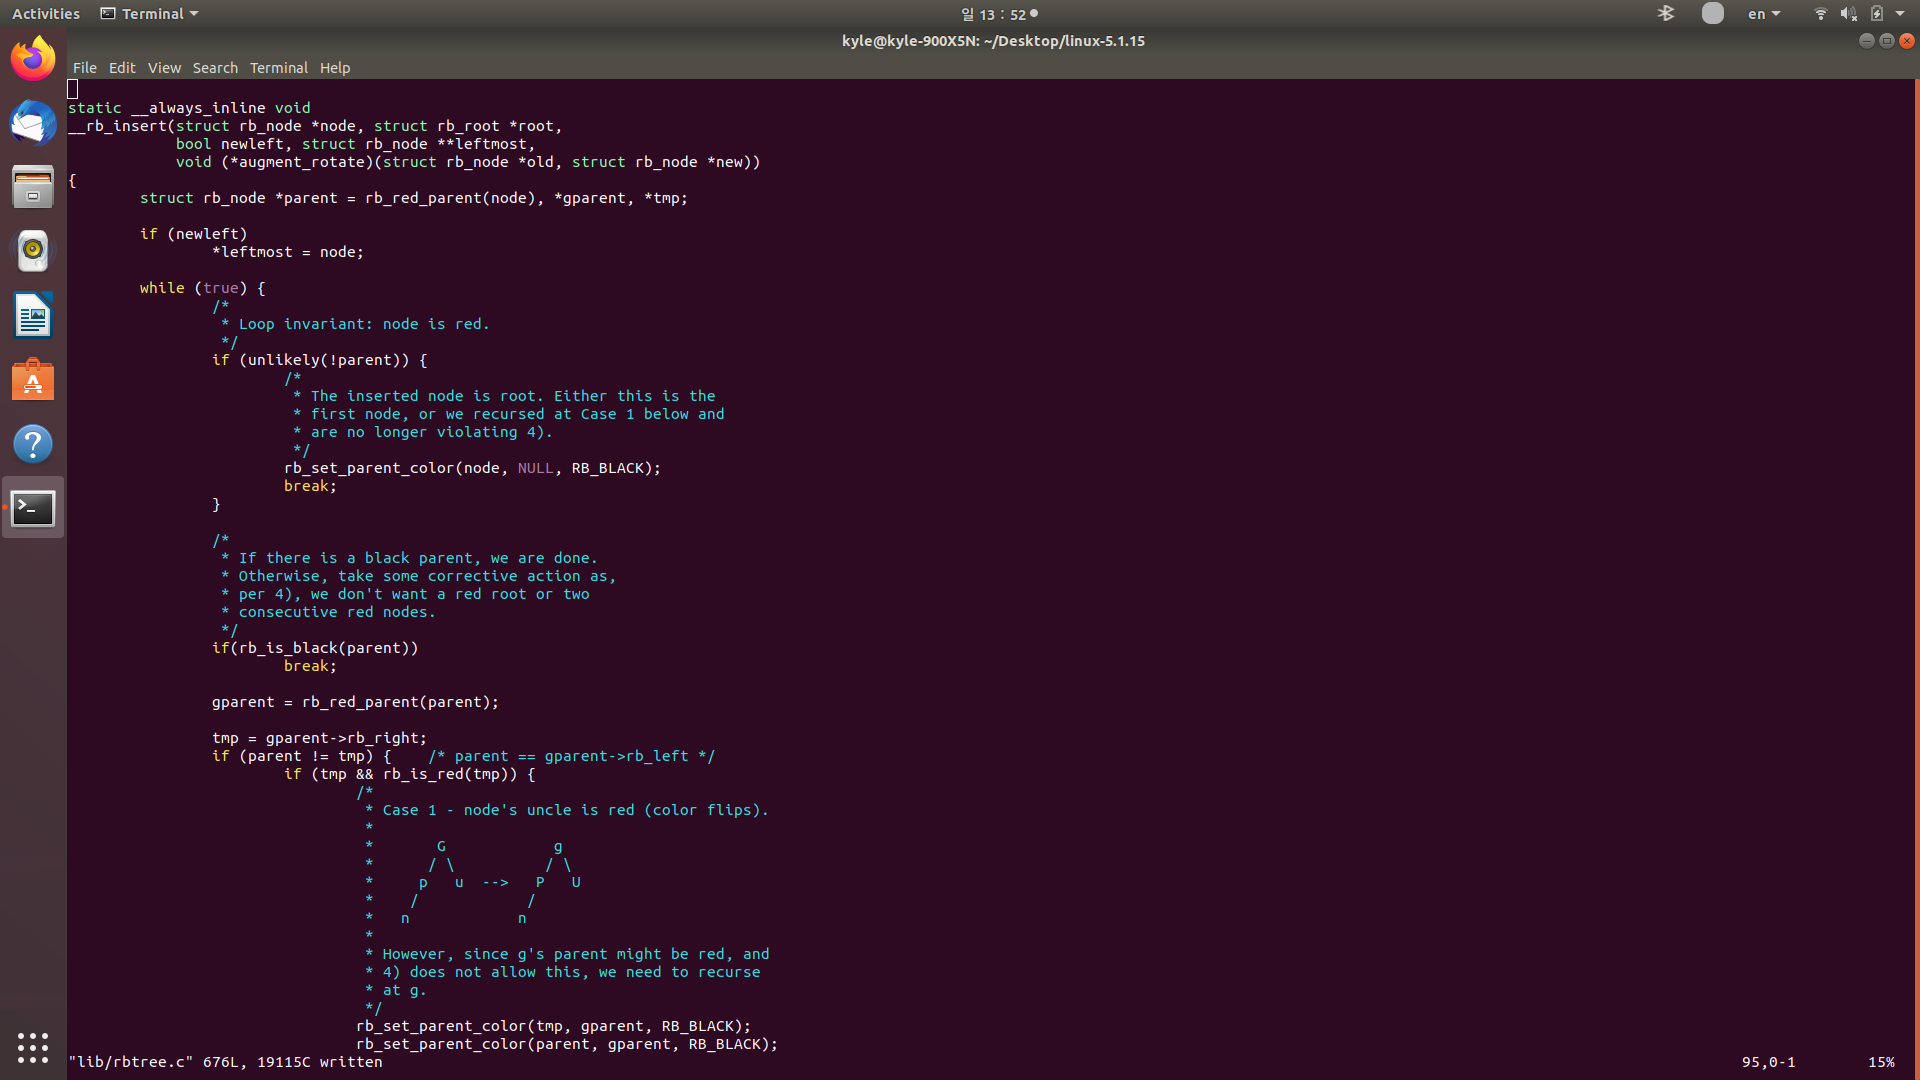 Activities Terminal 일 13 : 52 en
kyle@kyle-900X5N: ~/Desktop/linux-5.1.15
File Edit View Search Terminal Help
static __always_inline void
__rb_insert(struct rb_node *node, struct rb_root *root,
            bool newleft, struct rb_node **leftmost,
            void (*augment_rotate)(struct rb_node *old, struct rb_node *new))
{
        struct rb_node *parent = rb_red_parent(node), *gparent, *tmp;

        if (newleft)
                *leftmost = node;

        while (true) {
                /*
                 * Loop invariant: node is red.
                 */
                if (unlikely(!parent)) {
                        /*
                         * The inserted node is root. Either this is the
                         * first node, or we recursed at Case 1 below and
                         * are no longer violating 4).
                         */
                        rb_set_parent_color(node, NULL, RB_BLACK);
                        break;
                }

                /*
                 * If there is a black parent, we are done.
                 * Otherwise, take some corrective action as,
                 * per 4), we don't want a red root or two
                 * consecutive red nodes.
                 */
                if(rb_is_black(parent))
                        break;

                gparent = rb_red_parent(parent);

                tmp = gparent->rb_right;
                if (parent != tmp) {    /* parent == gparent->rb_left */
                        if (tmp && rb_is_red(tmp)) {
                                /*
                                 * Case 1 - node's uncle is red (color flips).
                                 *
                                 *       G            g
                                 *      / \          / \
                                 *     p   u  -->   P   U
                                 *    /            /
                                 *   n            n
                                 *
                                 * However, since g's parent might be red, and
                                 * 4) does not allow this, we need to recurse
                                 * at g.
                                 */
                                rb_set_parent_color(tmp, gparent, RB_BLACK);
                                rb_set_parent_color(parent, gparent, RB_BLACK);
"lib/rbtree.c" 676L, 19115C written 95,0-1 15%